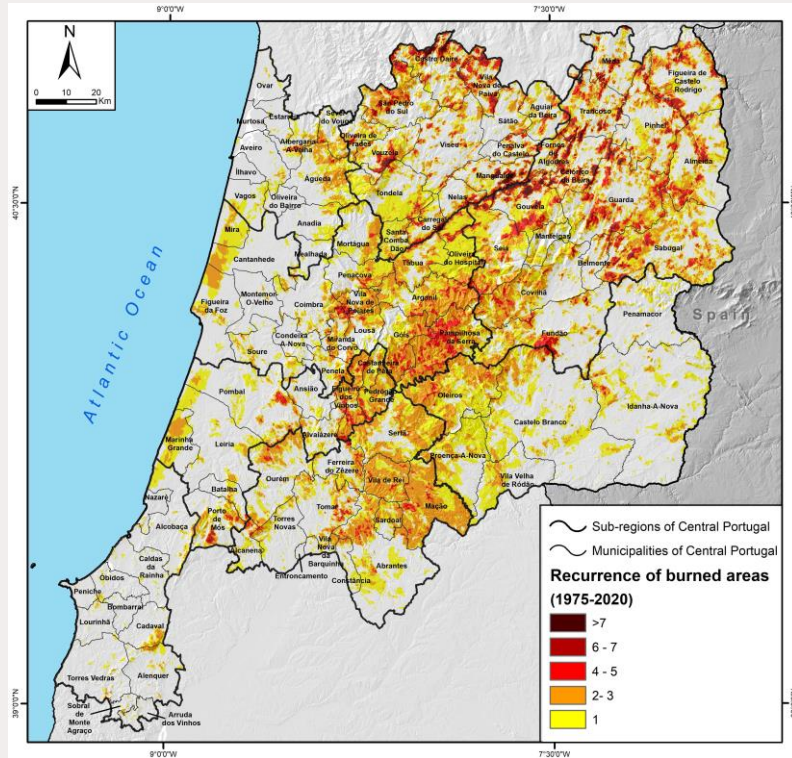 9°0'0"W
7°30'0"W
N
0 10 20
Km
Ovar
Murtosa
Estarreja
Sever
do Vouga
Aveiro
Albergaria
-A-Velha
Ílhavo
Águeda
Vagos
Oliveira
do Bairro
Anadia
Mira
Mealhada
Cantanhede
Castro Daire
Vila
Nova de
Paiva
São Pedro
do Sul
Oliveira de
Frades
Vouzela
Viseu
Sátão
Aguiar
da Beira
Penalva
do Castelo
Mangualde
Tondela
Nelas
Carregal
do Sal
Santa
Comba
Dão
Mortágua
Mêda
Figueira de
Castelo
Rodrigo
Trancoso
Pinhel
Fornos
de
Algodres
Celorico
da Beira
Almeida
Guarda
Gouveia
Manteigas
Seia
Sabugal
Belmonte
Covilhã
Fundão
40°30'0"N
Figueira
da Foz
Montemor-
O-Velho
Coimbra
Penacova
Tábua
Oliveira
do Hospital
Vila
Nova de
Poiares
Arganil
Lousã
Góis
Miranda
do Corvo
Pampilhosa
da Serra
Condeixa
-A-Nova
Soure
Penela
Penamacor
Spain
Idanha-A-Nova
Castelo Branco
Oleiros
Proença-A-Nova
Vila Velha
de Ródão
Castanheira
de Pêra
Figueiró
dos
Vinhos
Pedrógão
Grande
Ansião
Alvaiázere
Pombal
Leiria
Marinha
Grande
Batalha
Porto
de
Mós
Sertã
Vila de Rei
Mação
Ferreira
do Zêzere
Ourém
Tomar
Sardoal
Torres
Novas
Alcanena
Vila
Nova
da
Barquinha
Entroncamento
Constância
Abrantes
Nazaré
Alcobaça
Caldas
da
Rainha
Óbidos
Peniche
Bombarral
Lourinhã
Cadaval
Torres Vedras
Alenquer
Sobral
de
Monte
Agraço
Arruda
dos Vinhos
Atlantic Ocean
39°0'0"N
Sub-regions of Central Portugal
Municipalities of Central Portugal
Recurrence of burned areas
(1975-2020)
>7
6 - 7
4 - 5
2- 3
1
9°0'0"W
7°30'0"W